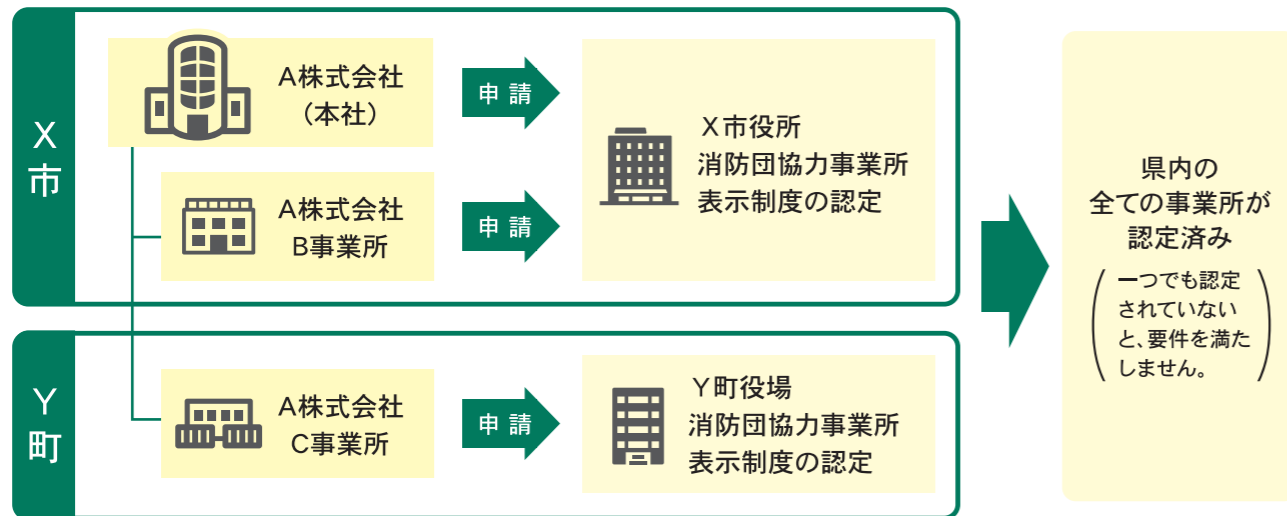 X市
A株式会社
（本社）
申請
A株式会社
B事業所
申請
X市役所
消防団協力事業所
表示制度の認定
Y町
A株式会社
C事業所
申請
Y町役場
消防団協力事業所
表示制度の認定
県内の
全ての事業所が
認定済み
（一つでも認定
されていない
と、要件を満た
しません。）